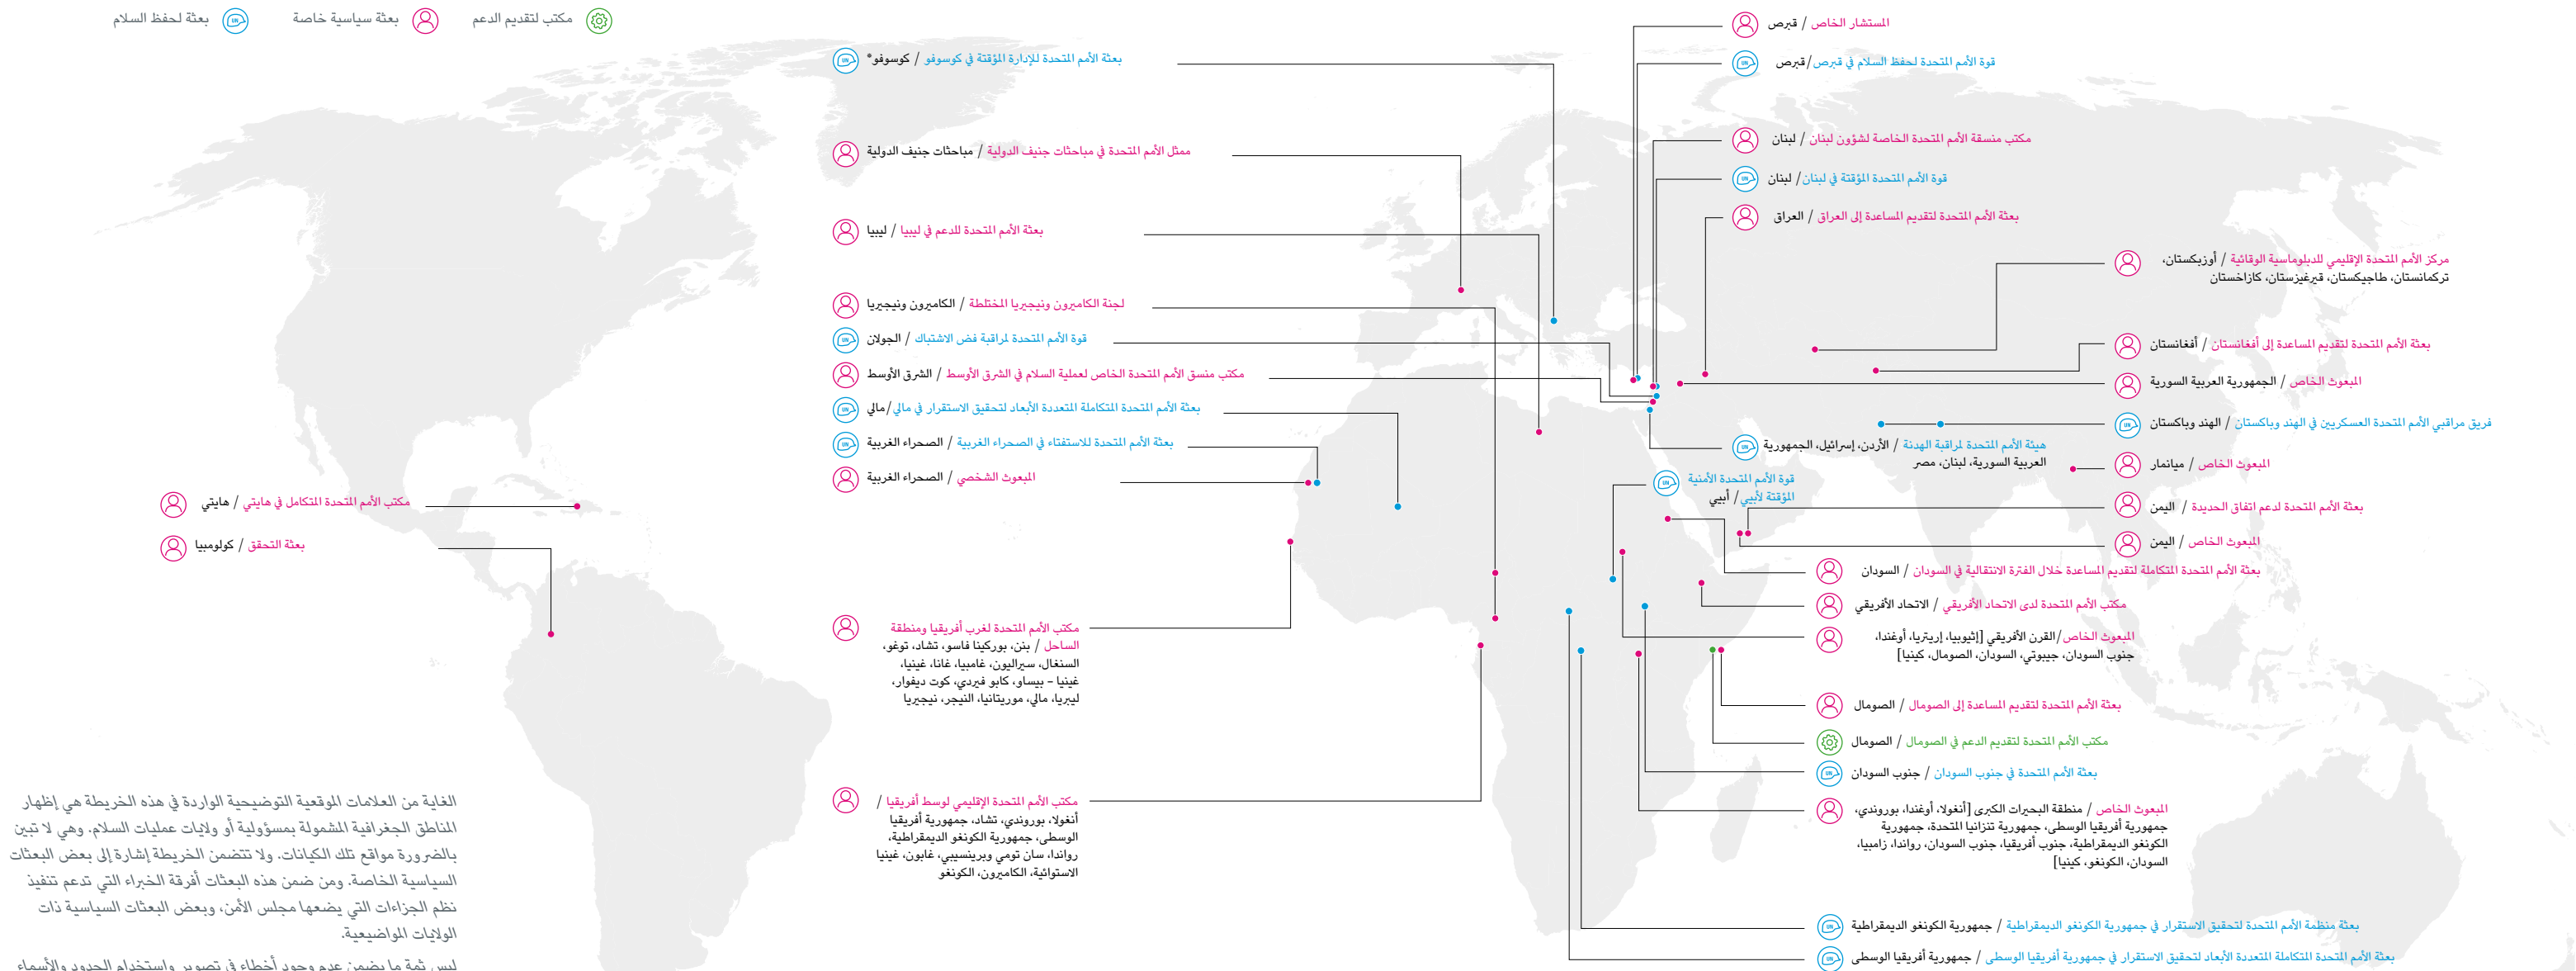 مكتب لتقديم الدعم
بعثة سياسية خاصة
بعثة لحفظ السلام
المستشار الخاص / قبرص
قوة الأمم المتحدة لحفظ السلام في قبرص/قبرص
مكتب منسقة الأمم المتحدة الخاصة لشؤون لبنان / لبنان
قوة الأمم المتحدة المؤقتة في لبنان/ لبنان
بعثة الأمم المتحدة لتقديم المساعدة إلى العراق / العراق
مركز الأمم المتحدة الإقليمي للدبلوماسية الوقائية / أوزبكستان،
تركمانستان، طاجيكستان، قيرغيزستان، كازاخستان
بعثة الأمم المتحدة لتقديم المساعدة إلى أفغانستان / أفغانستان
المبعوث الخاص / الجمهورية العربية السورية
فريق مراقبي الأمم المتحدة العسكريين في الهند وباكستان / الهند وباكستان
هيئة الأمم المتحدة لمراقبة الهدنة / الأردن، إسرائيل، الجمهورية
العربية السورية، لبنان، مصر
المبعوث الخاص / ميانمار
قوة الأمم المتحدة الأمنية
المؤقتة لأبيي/ أبيي
بعثة الأمم المتحدة لدعم اتفاق الحديدة / اليمن
المبعوث الخاص / اليمن
بعثة الأمم المتحدة المتكاملة لتقديم المساعدة خلال الفترة الانتقالية في السودان / السودان
مكتب الأمم المتحدة لدى الاتحاد الأفريقي / الاتحاد الأفريقي
المبعوث الخاص/القرن الأفريقي [إثيوبيا، إريتريا، أوغندا،
جنوب السودان، جيبوتي، السودان، الصومال، كينيا]
بعثة الأمم المتحدة لتقديم المساعدة إلى الصومال / الصومال
مكتب الأمم المتحدة لتقديم الدعم في الصومال / الصومال
بعثة الأمم المتحدة في جنوب السودان / جنوب السودان
المبعوث الخاص / منطقة البحيرات الكبرى [أنغولا، أوغندا، بوروندي،
جمهورية أفريقيا الوسطى، جمهورية تنزانيا المتحدة، جمهورية
الكونغو الديمقراطية، جنوب أفريقيا، جنوب السودان، رواندا، زامبيا،
السودان، الكونغو، كينيا]
بعثة منظمة الأمم المتحدة لتحقيق الاستقرار في جمهورية الكونغو الديمقراطية / جمهورية الكونغو الديمقراطية
بعثة الأمم المتحدة المتكاملة المتعددة الأبعاد لتحقيق الاستقرار في جمهورية أفريقيا الوسطى / جمهورية أفريقيا الوسطى
بعثة الأمم المتحدة للإدارة المؤقتة في كوسوفو / كوسوفو*
ممثل الأمم المتحدة في مباحثات جنيف الدولية / مباحثات جنيف الدولية
بعثة الأمم المتحدة للدعم في ليبيا / ليبيا
لجنة الكاميرون ونيجيريا المختلطة / الكاميرون ونيجيريا
قوة الأمم المتحدة لمراقبة فض الاشتباك / الجولان
مكتب منسق الأمم المتحدة الخاص لعملية السلام في الشرق الأوسط / الشرق الأوسط
بعثة الأمم المتحدة المتكاملة المتعددة الأبعاد لتحقيق الاستقرار في مالي/مالي
بعثة الأمم المتحدة للاستفتاء في الصحراء الغربية / الصحراء الغربية
المبعوث الشخصي / الصحراء الغربية
مكتب الأمم المتحدة لغرب أفريقيا ومنطقة
الساحل / بنن، بوركينا فاسو، تشاد، توغو،
السنغال، سيراليون، غامبيا، غانا، غينيا،
غينيا – بيساو، كابو فيردي، كوت ديفوار،
ليبريا، مالي، موريتانيا، النيجر، نيجيريا
مكتب الأمم المتحدة الإقليمي لوسط أفريقيا /
أنغولا، بوروندي، تشاد، جمهورية أفريقيا
الوسطى، جمهورية الكونغو الديمقراطية،
رواندا، سان تومي وبرينسيبي، غابون، غينيا
الاستوائية، الكاميرون، الكونغو
مكتب الأمم المتحدة المتكامل في هايتي / هايتي
بعثة التحقق / كولومبيا
الغاية من العلامات الموقعية التوضيحية الواردة في هذه الخريطة هي إظهار
المناطق الجغرافية المشمولة بمسؤولية أو ولايات عمليات السلام. وهي لا تبين
بالضرورة مواقع تلك الكيانات. ولا تتضمن الخريطة إشارة إلى بعض البعثات
السياسية الخاصة. ومن ضمن هذه البعثات أفرقة الخبراء التي تدعم تنفيذ
نظم الجزاءات التي يضعها مجلس الأمن، وبعض البعثات السياسية ذات
الولايات المواضيعية.
ليس ثمة ما يضمن عدم وجود أخطاء في تصوير واستخدام الحدود والأسماء